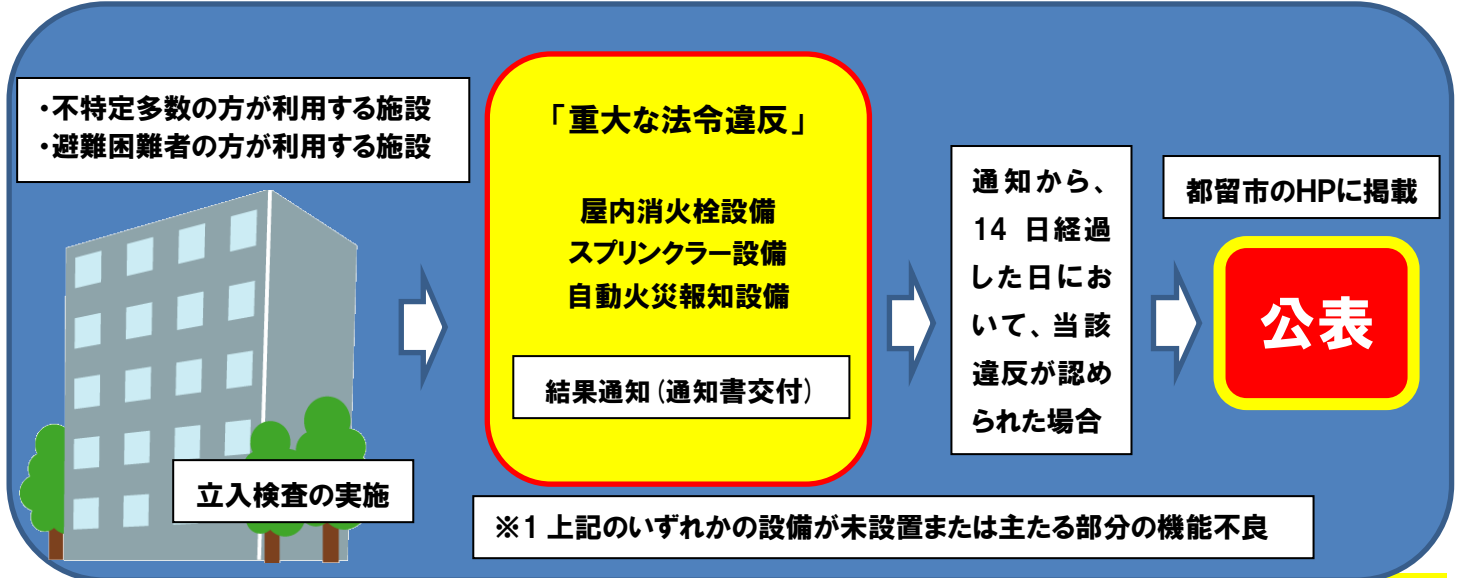 ・不特定多数の方が利用する施設
・避難困難者の方が利用する施設
立入検査の実施
「重大な法令違反」
屋内消火栓設備
スプリンクラー設備
自動火災報知設備
結果通知(通知書交付)
※1 上記のいずれかの設備が未設置または主たる部分の機能不良
通知から、
14 日経過
した日にお
いて、当該
違反が認め
られた場合
都留市のHPに掲載
公表